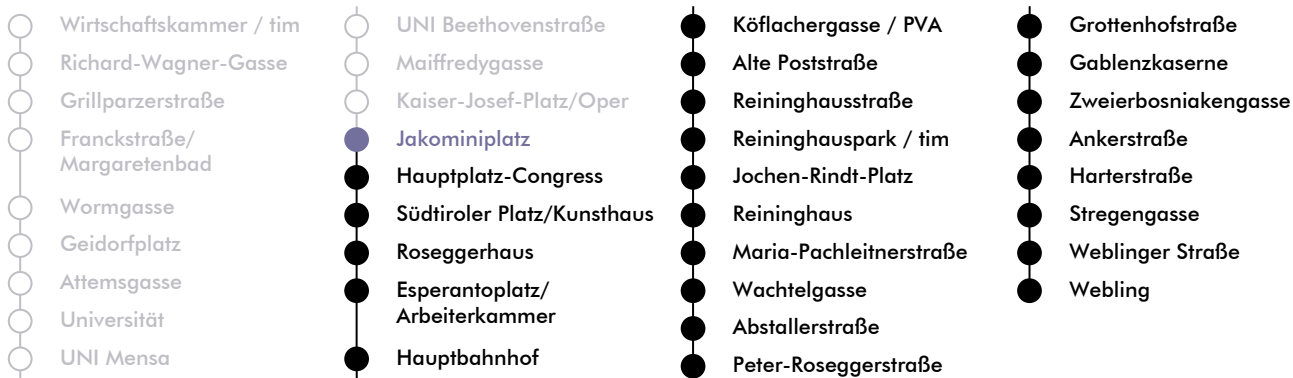 Wirtschaftskammer / tim
Richard-Wagner-Gasse
Grillparzerstraße
Franckstraße/
Margaretenbad
Wormgasse
Geidorfplatz
Attemsgasse
Universität
UNI Mensa
UNI Beethovenstraße
Maiffredygasse
Kaiser-Josef-Platz/Oper
Jakominiplatz
Hauptplatz-Congress
Südtiroler Platz/Kunsthaus
Roseggerhaus
Esperantoplatz/
Arbeiterkammer
Hauptbahnhof
Köflachergasse / PVA
Alte Poststraße
Reininghausstraße
Reininghauspark / tim
Jochen-Rindt-Platz
Reininghaus
Maria-Pachleitnerstraße
Wachtelgasse
Abstallerstraße
Peter-Roseggerstraße
Grottenhofstraße
Gablenzkaserne
Zweierbosniakengasse
Ankerstraße
Harterstraße
Stregengasse
Weblinger Straße
Webling